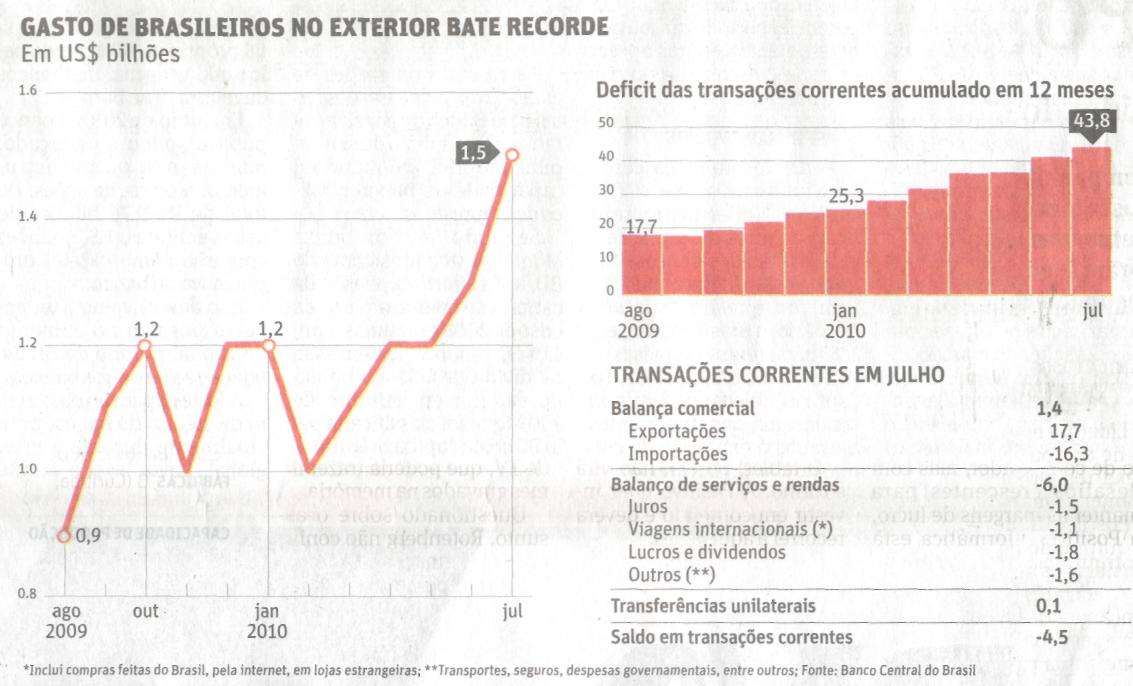 GASTO DE BRASILEIROS NO EXTERIOR BATE RECORDE
Em US$ bilhões
1.6
1.4
1.2
1.0
0.8
0,9
1,2
1,2
1,5
ago
2009
out
jan
2010
jul
Deficit das transações correntes acumulado em 12 meses
50
40
30
20
10
0
17,7
25,3
43,8
ago
2009
jan
2010
jul
TRANSAÇÕES CORRENTES EM JULHO
Balança comercial 1,4
Exportações 17,7
Importações -16,3
Balanço de serviços e rendas -6,0
Juros -1,5
Viagens internacionais (*) -1,1
Lucros e dividendos -1,8
Outros (**) -1,6
Transferências unilaterais 0,1
Saldo em transações correntes -4,5
*Inclui compras feitas do Brasil, pela internet, em lojas estrangeiras; **Transportes, seguros, despesas governamentais, entre outros; Fonte: Banco Central do Brasil